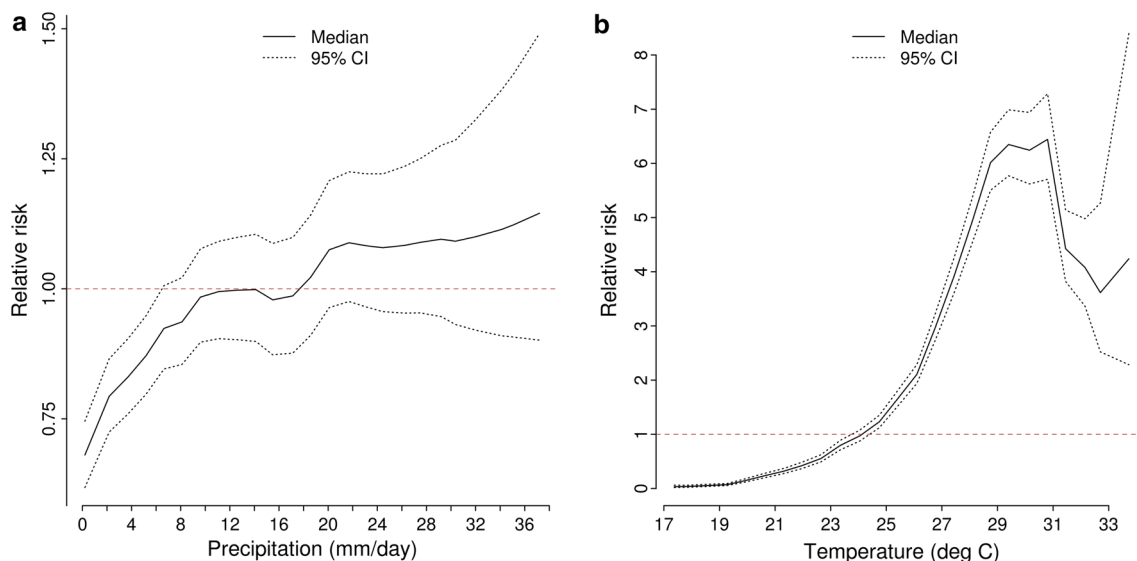 a
Median
95% CI
Relative risk
1.50
1.25
1.00
0.75
0 4 8 12 16 20 24 28 32 36
Precipitation (mm/day)
b
Median
95% CI
Relative risk
8
7
6
5
4
3
2
1
0
17 19 21 23 25 27 29 31 33
Temperature (deg C)